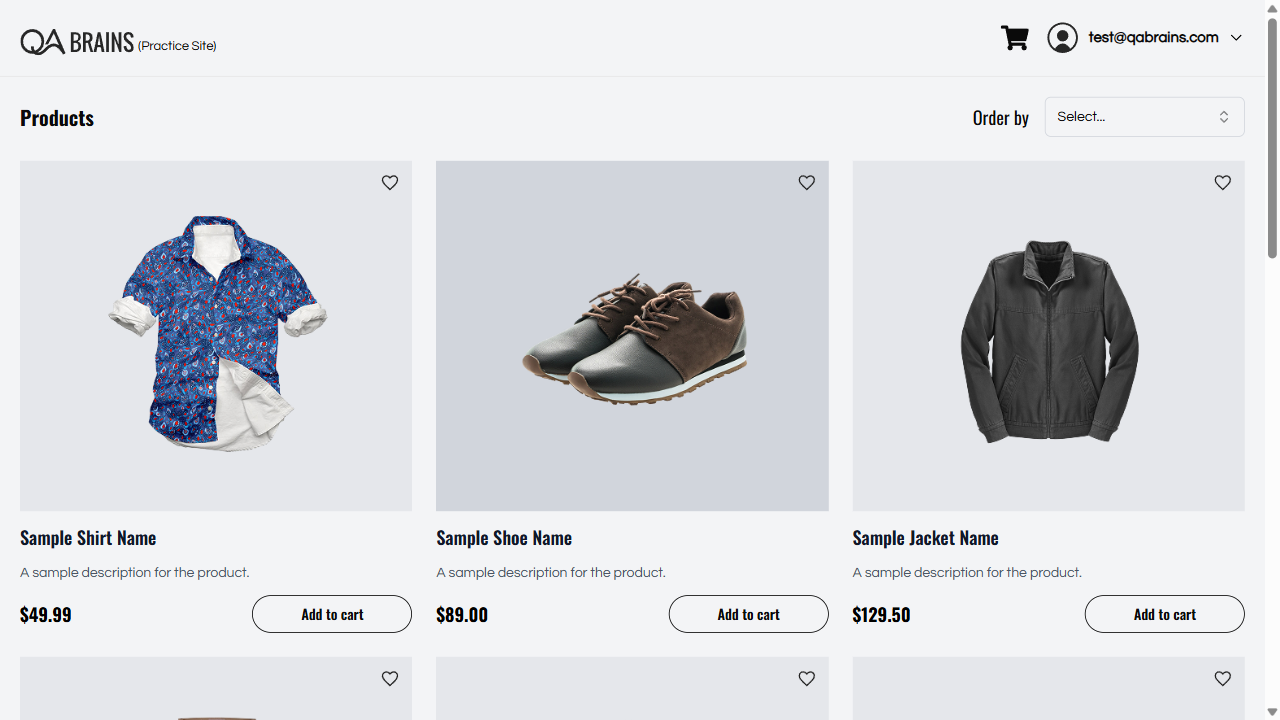 QA BRAINS (Practice Site)
test@qabrains.com
Products
Order by
Select...
Sample Shirt Name
A sample description for the product.
$49.99
Add to cart
Sample Shoe Name
A sample description for the product.
$89.00
Add to cart
Sample Jacket Name
A sample description for the product.
$129.50
Add to cart